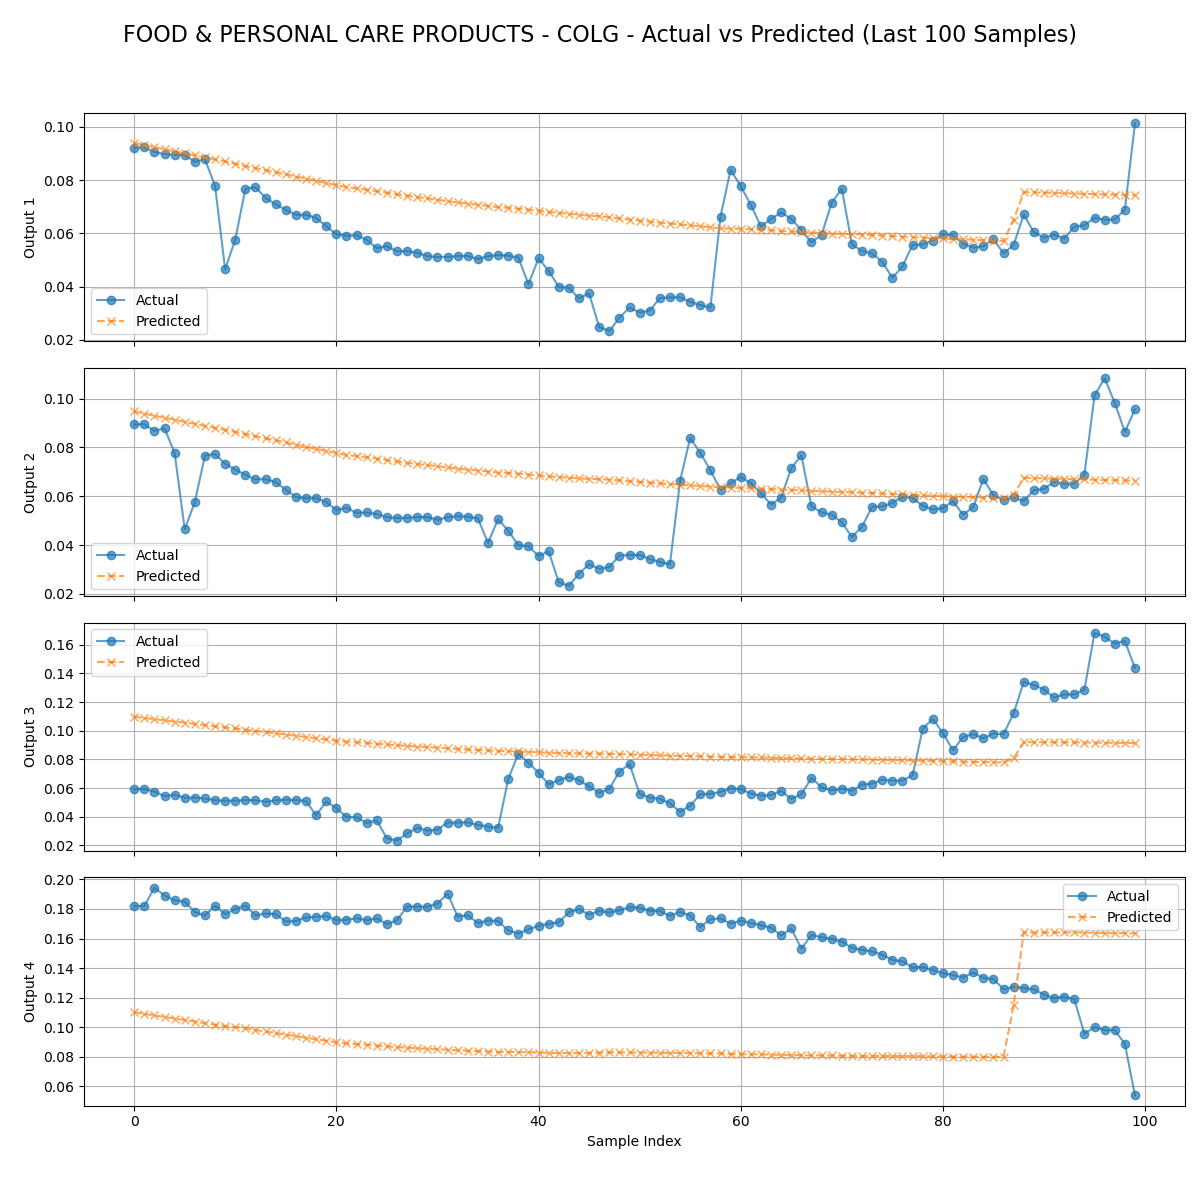 FOOD & PERSONAL CARE PRODUCTS - COLG - Actual vs Predicted (Last 100 Samples)
Output 1
0.10
0.08
0.06
0.04
0.02
Actual
Predicted
Output 2
0.10
0.08
0.06
0.04
0.02
Actual
Predicted
Output 3
0.16
0.14
0.12
0.10
0.08
0.06
0.04
0.02
Actual
Predicted
Output 4
0.20
0.18
0.16
0.14
0.12
0.10
0.08
0.06
Actual
Predicted
0 20 40 60 80 100
Sample Index